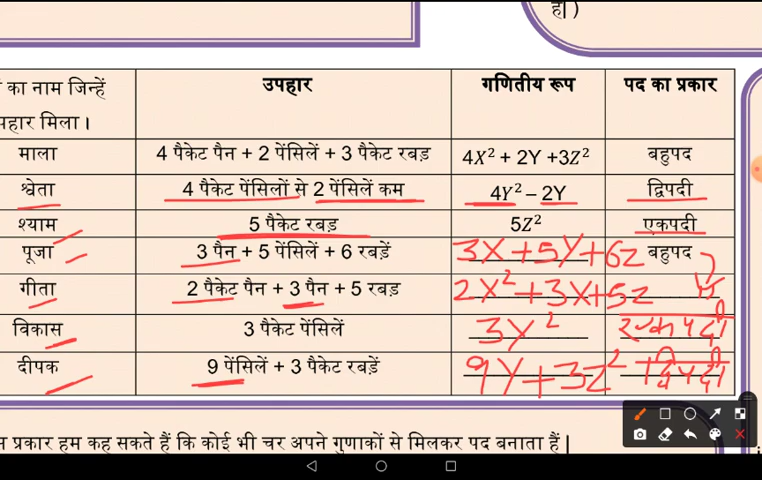 है| )
का नाम जिन्हें उपहार गणितीय रूप पद का प्रकार
मिला।
माला 4 पैकेट पैन + 2 पेंसिलें + 3 पैकेट रबड़ 4X² + 2Y +3Z² बहुपद
श्वेता 4 पैकेट पेंसिलों से 2 पेंसिलें कम 4Y² – 2Y द्विपदी
श्याम 5 पैकेट रबड़ 5Z² एकपदी
पूजा 3 पैन + 5 पेंसिलें + 6 रबड़ें 3X+5Y+6Z बहुपद
गीता 2 पैकेट पैन + 3 पैन + 5 रबड़ 2X²+3X+5Z
विकास 3 पैकेट पेंसिलें 3Y² एकपदी
दीपक 9 पेंसिलें + 3 पैकेट रबड़ें 9Y+3Z² द्विपदी
प्रकार हम कह सकते हैं कि कोई भी चर अपने गुणाकों से मिलकर पद बनाता हैं|